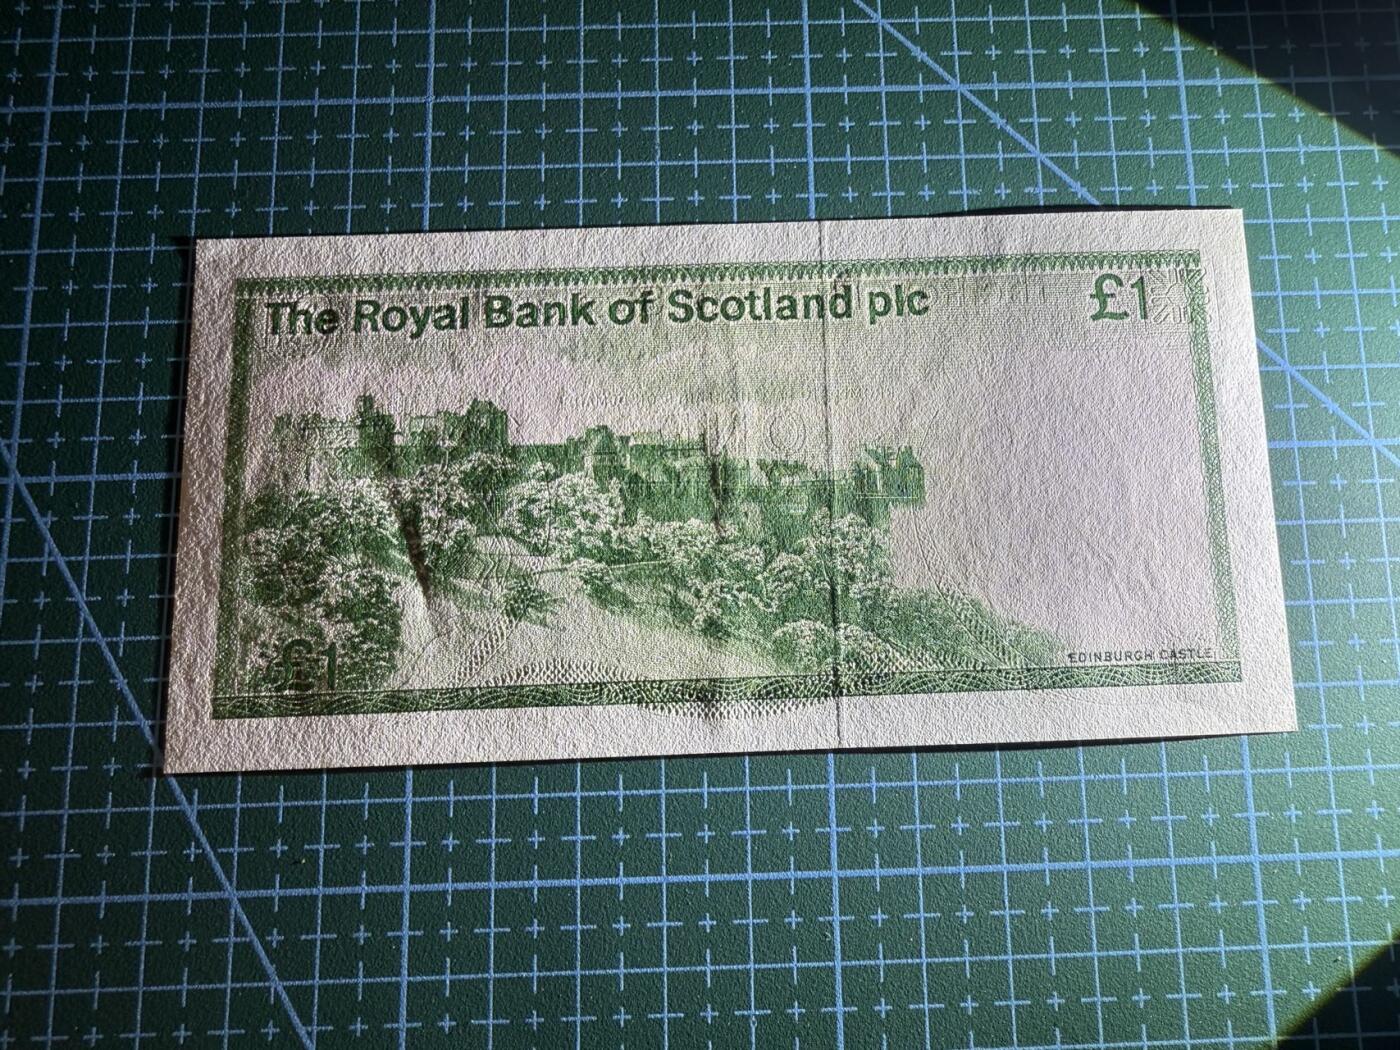 The Royal Bank of Scotland plc £1
£1
EDINBURGH CASTLE